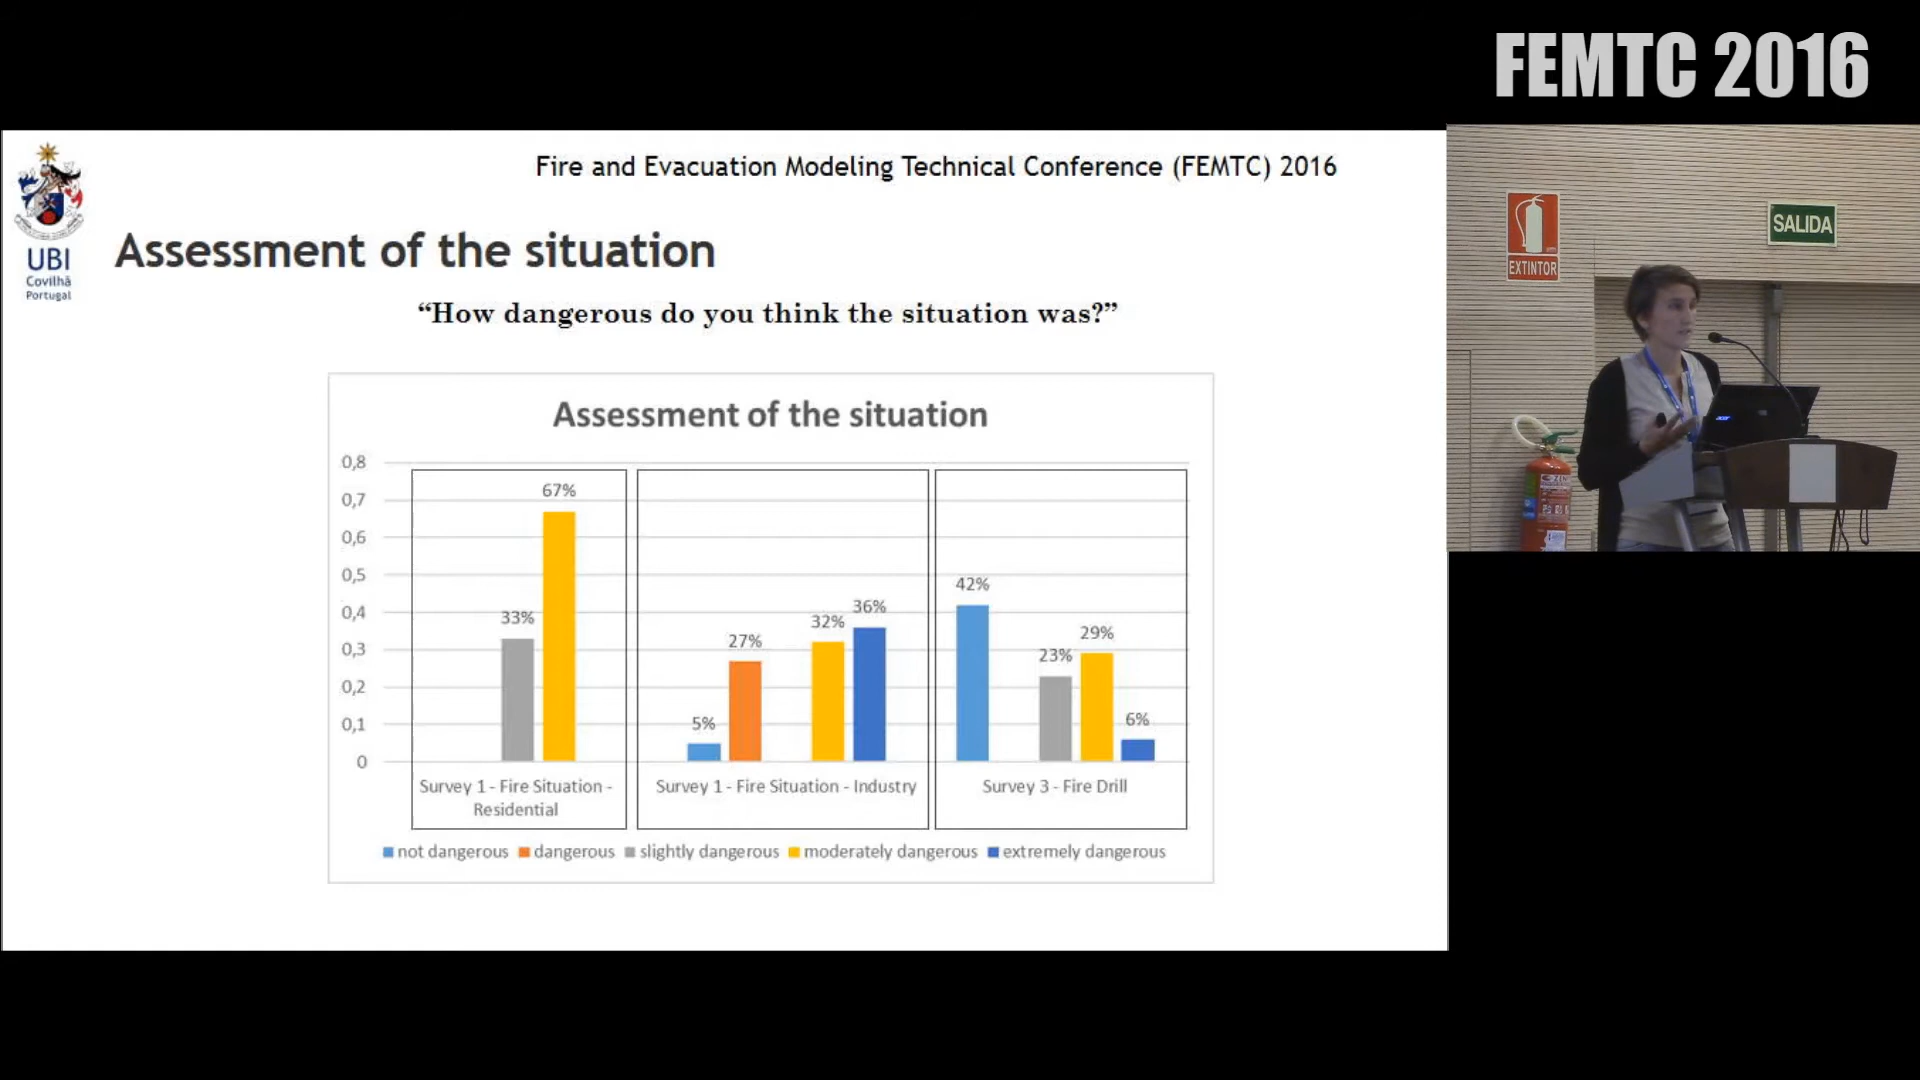 FEMTC 2016
Fire and Evacuation Modeling Technical Conference (FEMTC) 2016
UBI
Covilhã
Portugal
Assessment of the situation
“How dangerous do you think the situation was?”
Assessment of the situation
0,8
0,7
0,6
0,5
0,4
0,3
0,2
0,1
0
33%
67%
5%
27%
32%
36%
42%
23%
29%
6%
Survey 1 - Fire Situation -
Residential
Survey 1 - Fire Situation - Industry
Survey 3 - Fire Drill
not dangerous
dangerous
slightly dangerous
moderately dangerous
extremely dangerous
EXTINTOR
SALIDA
acer